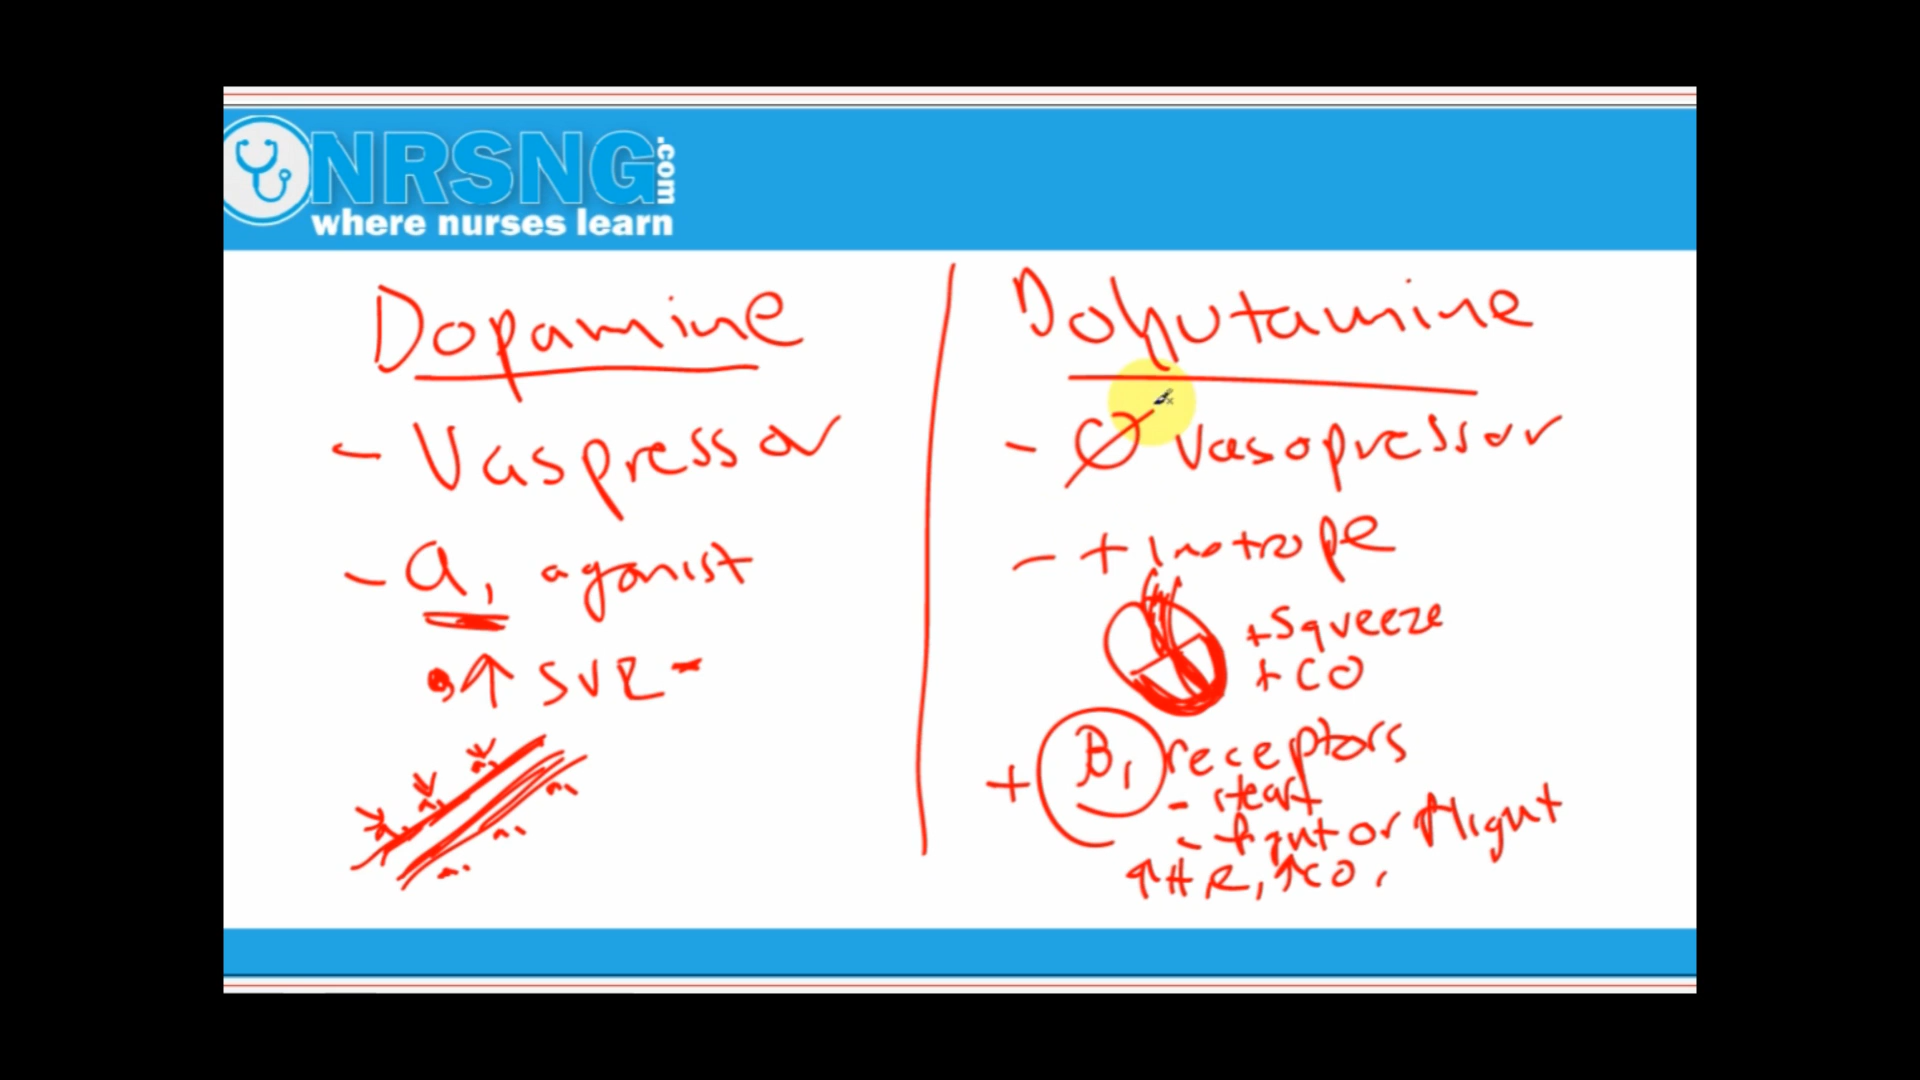 NRSNG.com
where nurses learn
Dopamine
- Vaspressor
- a1 agonist
↑ SVR -
Dobutamine
- Ø vasopressor
- + Inotrope
+ Squeeze
+ CO
+ B1 receptors
- Heart
- fight or flight
↑HR, ↑CO,